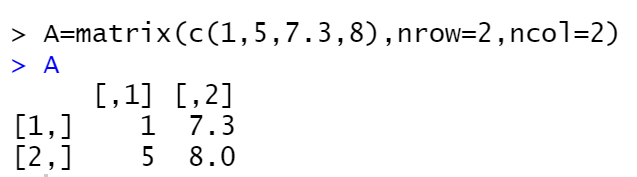 > A=matrix(c(1,5,7.3,8),nrow=2,ncol=2)
> A
     [,1] [,2]
[1,]    1  7.3
[2,]    5  8.0